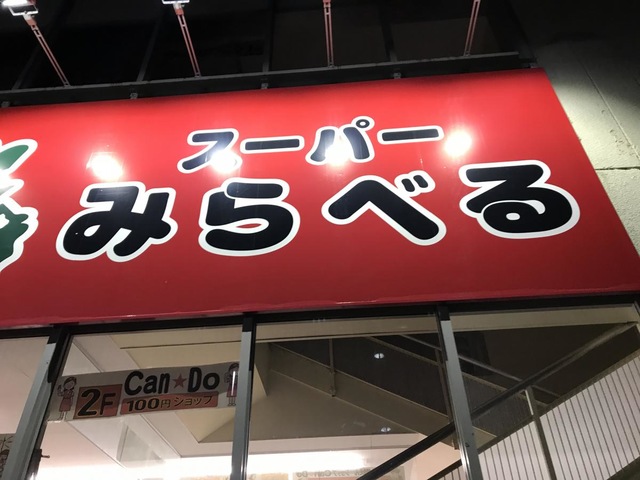 スーパー
みらべる
2F Can★Do
100円ショップ